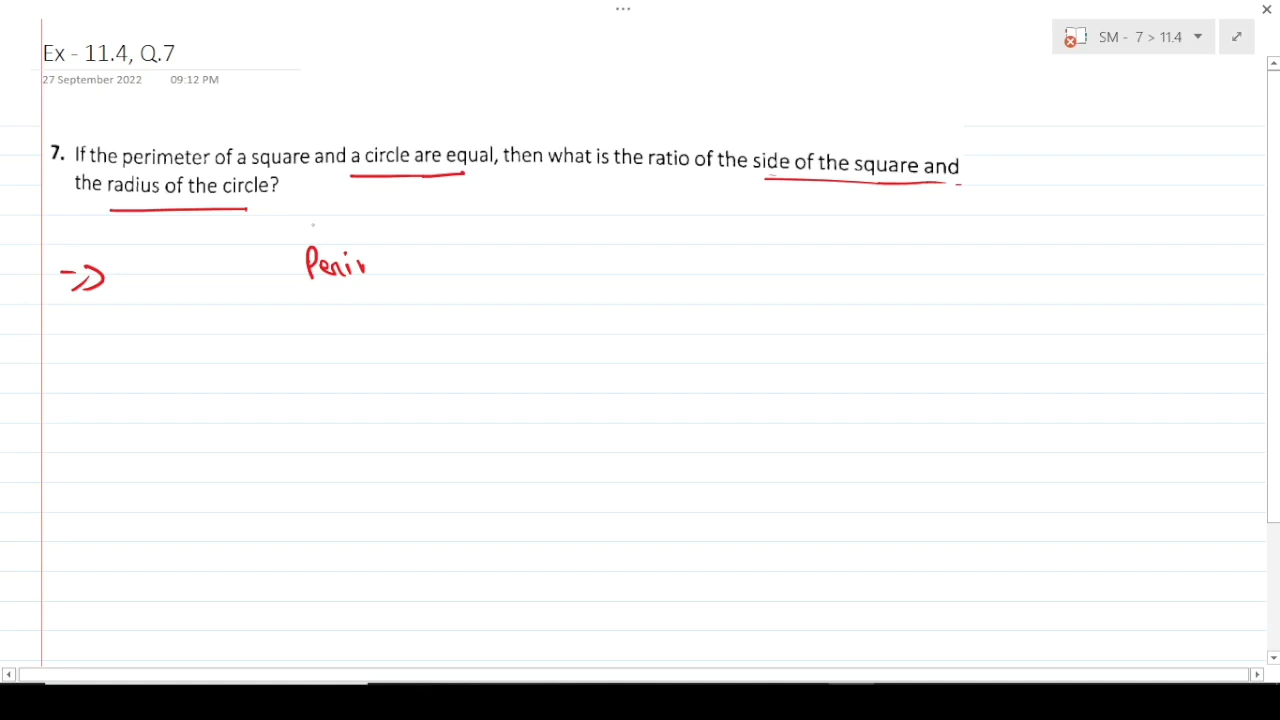 Ex - 11.4, Q.7
SM - 7 > 11.4
27 September 2022 09:12 PM
7. If the perimeter of a square and a circle are equal, then what is the ratio of the side of the square and
the radius of the circle?
Peri